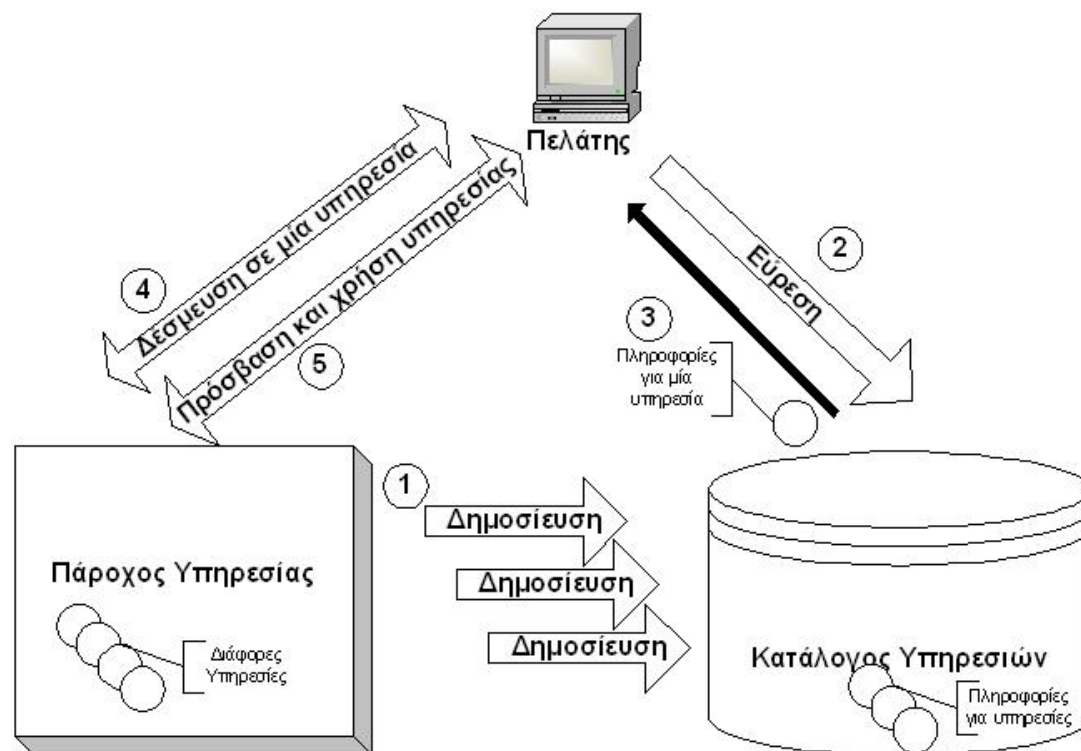 Πελάτης
Δεσμευση σε μία υπηρεσία
4
Πρόσβαση και χρήση υπηρεσίας
5
Εύρεση
2
3
Πληροφορίες
για μία
υπηρεσία
1
Δημοσίευση
Δημοσίευση
Δημοσίευση
Πάροχος Υπηρεσίας
Διάφορες
Υπηρεσίες
Κατάλογος Υπηρεσιών
Πληροφορίες
για υπηρεσίες